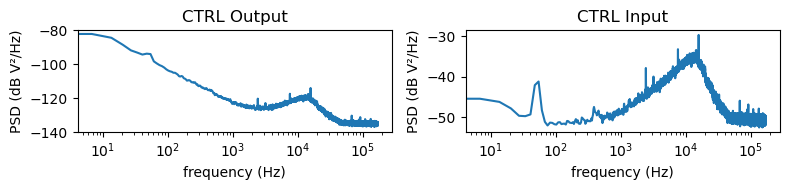 CTRL Output
CTRL Input
PSD (dB V²/Hz)
−80
−100
−120
−140
10¹ 10² 10³ 10⁴ 10⁵
frequency (Hz)
PSD (dB V²/Hz)
−30
−40
−50
10¹ 10² 10³ 10⁴ 10⁵
frequency (Hz)